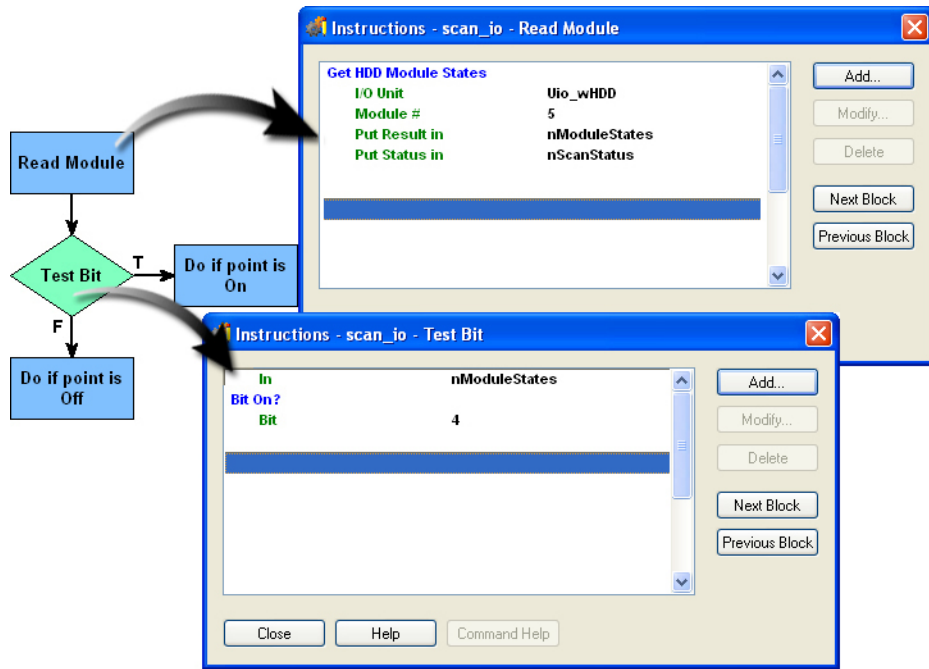 Instructions - scan_io - Read Module
Get HDD Module States
I/O Unit Uio_wHDD
Module # 5
Put Result in nModuleStates
Put Status in nScanStatus
Add...
Modify...
Delete
Next Block
Previous Block
Read Module
Test Bit
T
F
Do if point is
On
Do if point is
Off
Instructions - scan_io - Test Bit
In nModuleStates
Bit On?
Bit 4
Add...
Modify...
Delete
Next Block
Previous Block
Close
Help
Command Help